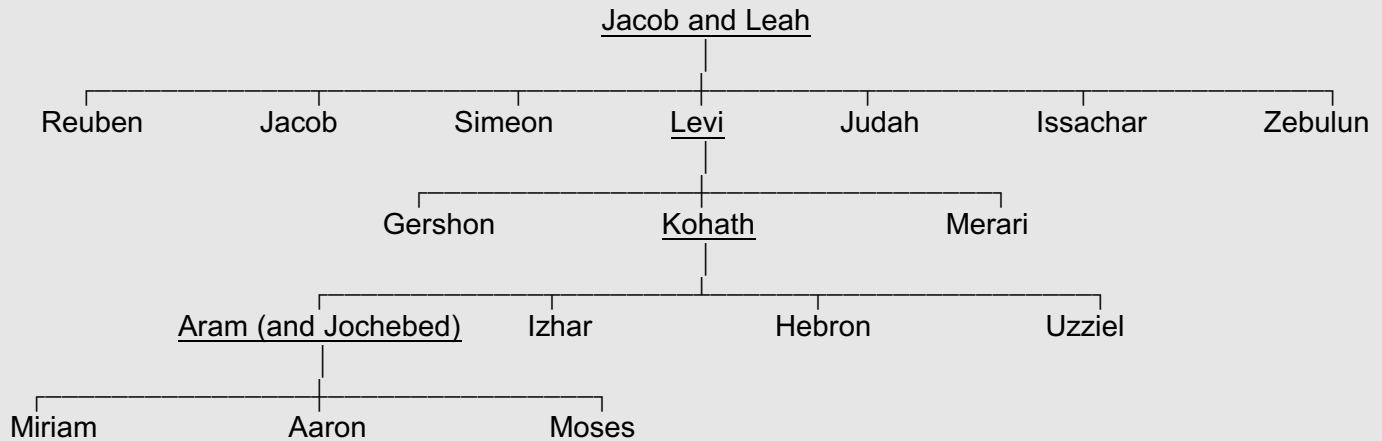 Jacob and Leah
Reuben Jacob Simeon Levi Judah Issachar Zebulun
Gershon Kohath Merari
Aram (and Jochebed) Izhar Hebron Uzziel
Miriam Aaron Moses